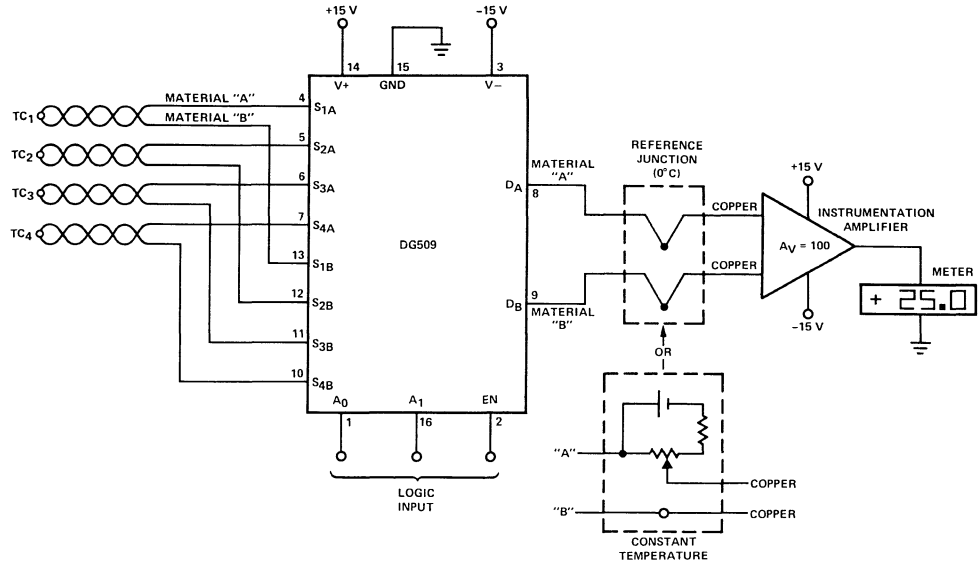 +15 V
-15 V
14
15
3
V+
GND
V-
MATERIAL "A"
4
S1A
TC1
MATERIAL "B"
5
S2A
TC2
6
S3A
TC3
7
S4A
TC4
13
S1B
12
S2B
11
S3B
10
S4B
DG509
DA
8
MATERIAL
"A"
DB
9
MATERIAL
"B"
A0
A1
EN
1
16
2
LOGIC
INPUT
REFERENCE
JUNCTION
(0°C)
COPPER
COPPER
+15 V
INSTRUMENTATION
AMPLIFIER
AV = 100
-15 V
METER
+ 25.0
OR
"A"
COPPER
"B"
COPPER
CONSTANT
TEMPERATURE